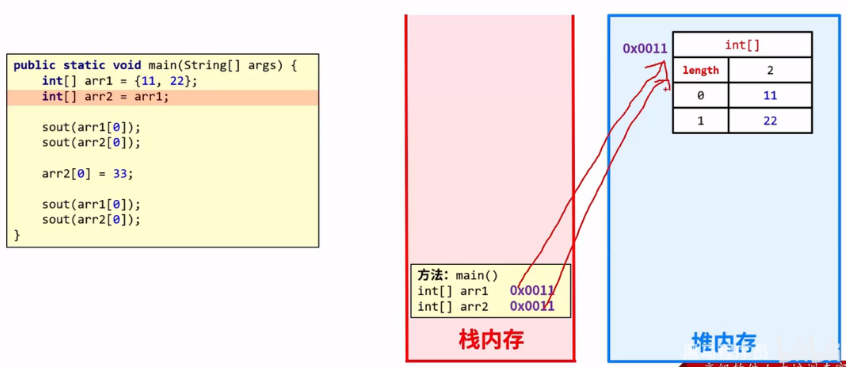 public static void main(String[] args) {
int[] arr1 = {11, 22};
int[] arr2 = arr1;
sout(arr1[0]);
sout(arr2[0]);
arr2[0] = 33;
sout(arr1[0]);
sout(arr2[0]);
}
方法：main()
int[] arr1 0x0011
int[] arr2 0x0011
栈内存
0x0011
int[]
length 2
0 11
1 22
堆内存